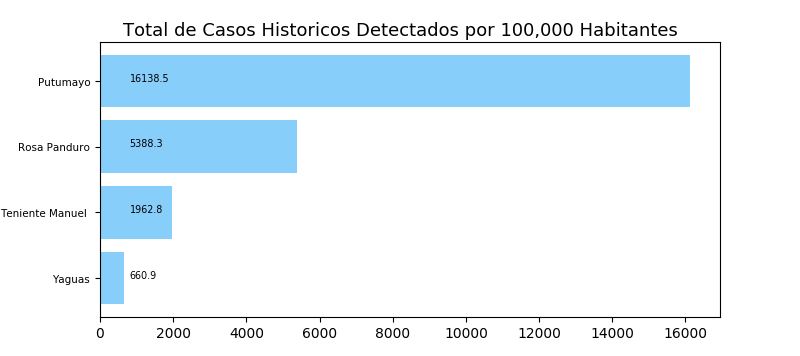 Total de Casos Historicos Detectados por 100,000 Habitantes
Putumayo 16138.5
Rosa Panduro 5388.3
Teniente Manuel 1962.8
Yaguas 660.9
0 2000 4000 6000 8000 10000 12000 14000 16000